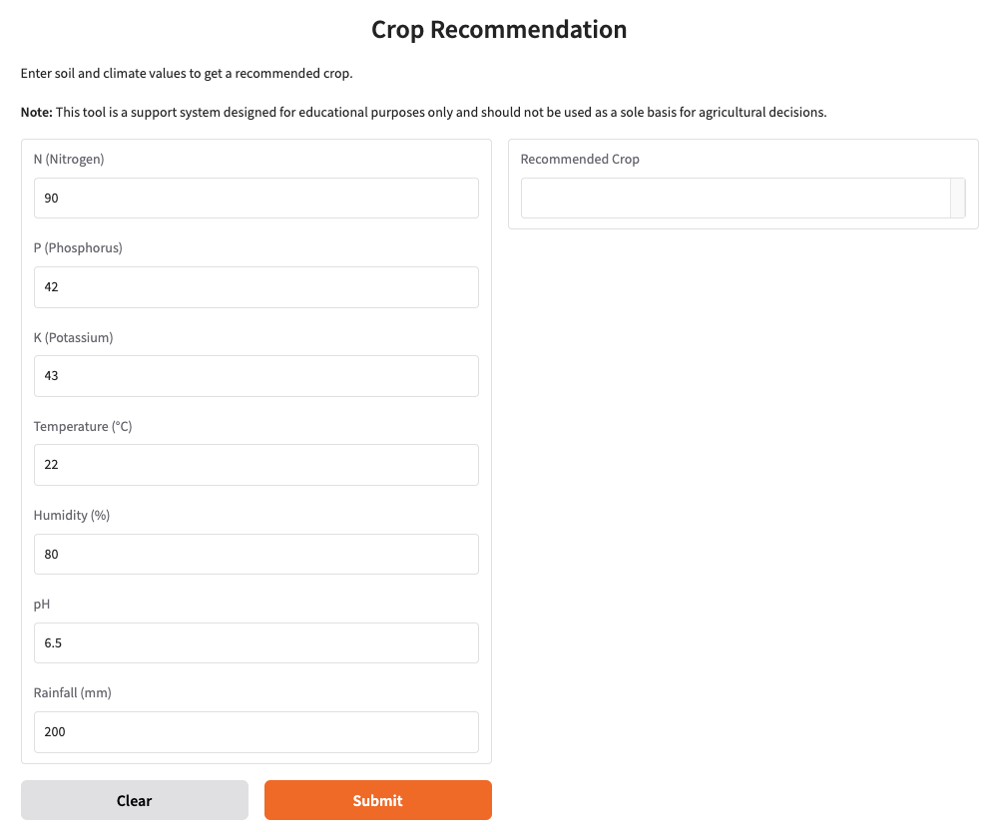 Crop Recommendation
Enter soil and climate values to get a recommended crop.
Note: This tool is a support system designed for educational purposes only and should not be used as a sole basis for agricultural decisions.
N (Nitrogen)
90
P (Phosphorus)
42
K (Potassium)
43
Temperature (°C)
22
Humidity (%)
80
pH
6.5
Rainfall (mm)
200
Clear
Submit
Recommended Crop